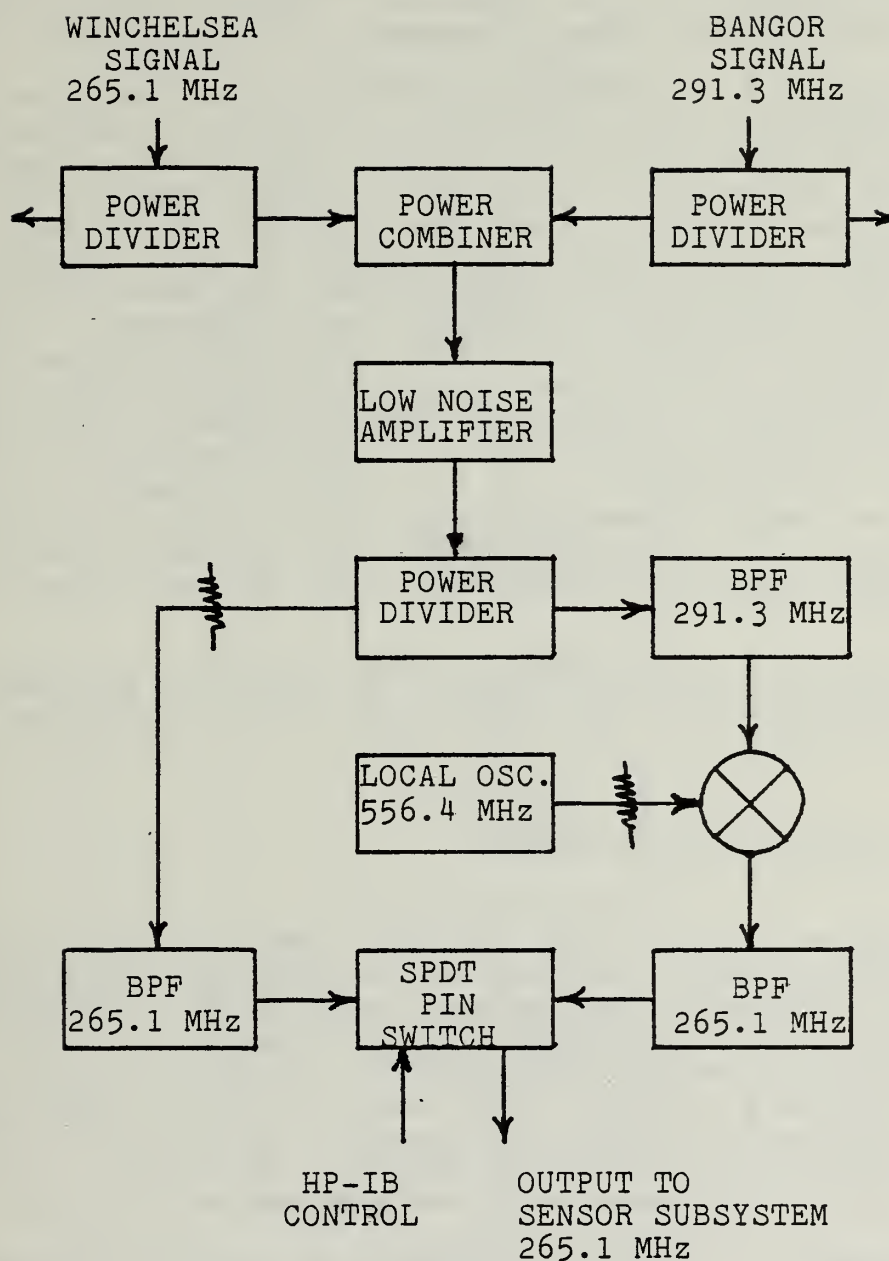 WINCHELSEA
SIGNAL
265.1 MHz
BANGOR
SIGNAL
291.3 MHz
POWER
DIVIDER
POWER
COMBINER
POWER
DIVIDER
LOW NOISE
AMPLIFIER
POWER
DIVIDER
BPF
291.3 MHz
LOCAL OSC.
556.4 MHz
BPF
265.1 MHz
SPDT
PIN
SWITCH
BPF
265.1 MHz
HP-IB
CONTROL
OUTPUT TO
SENSOR SUBSYSTEM
265.1 MHz